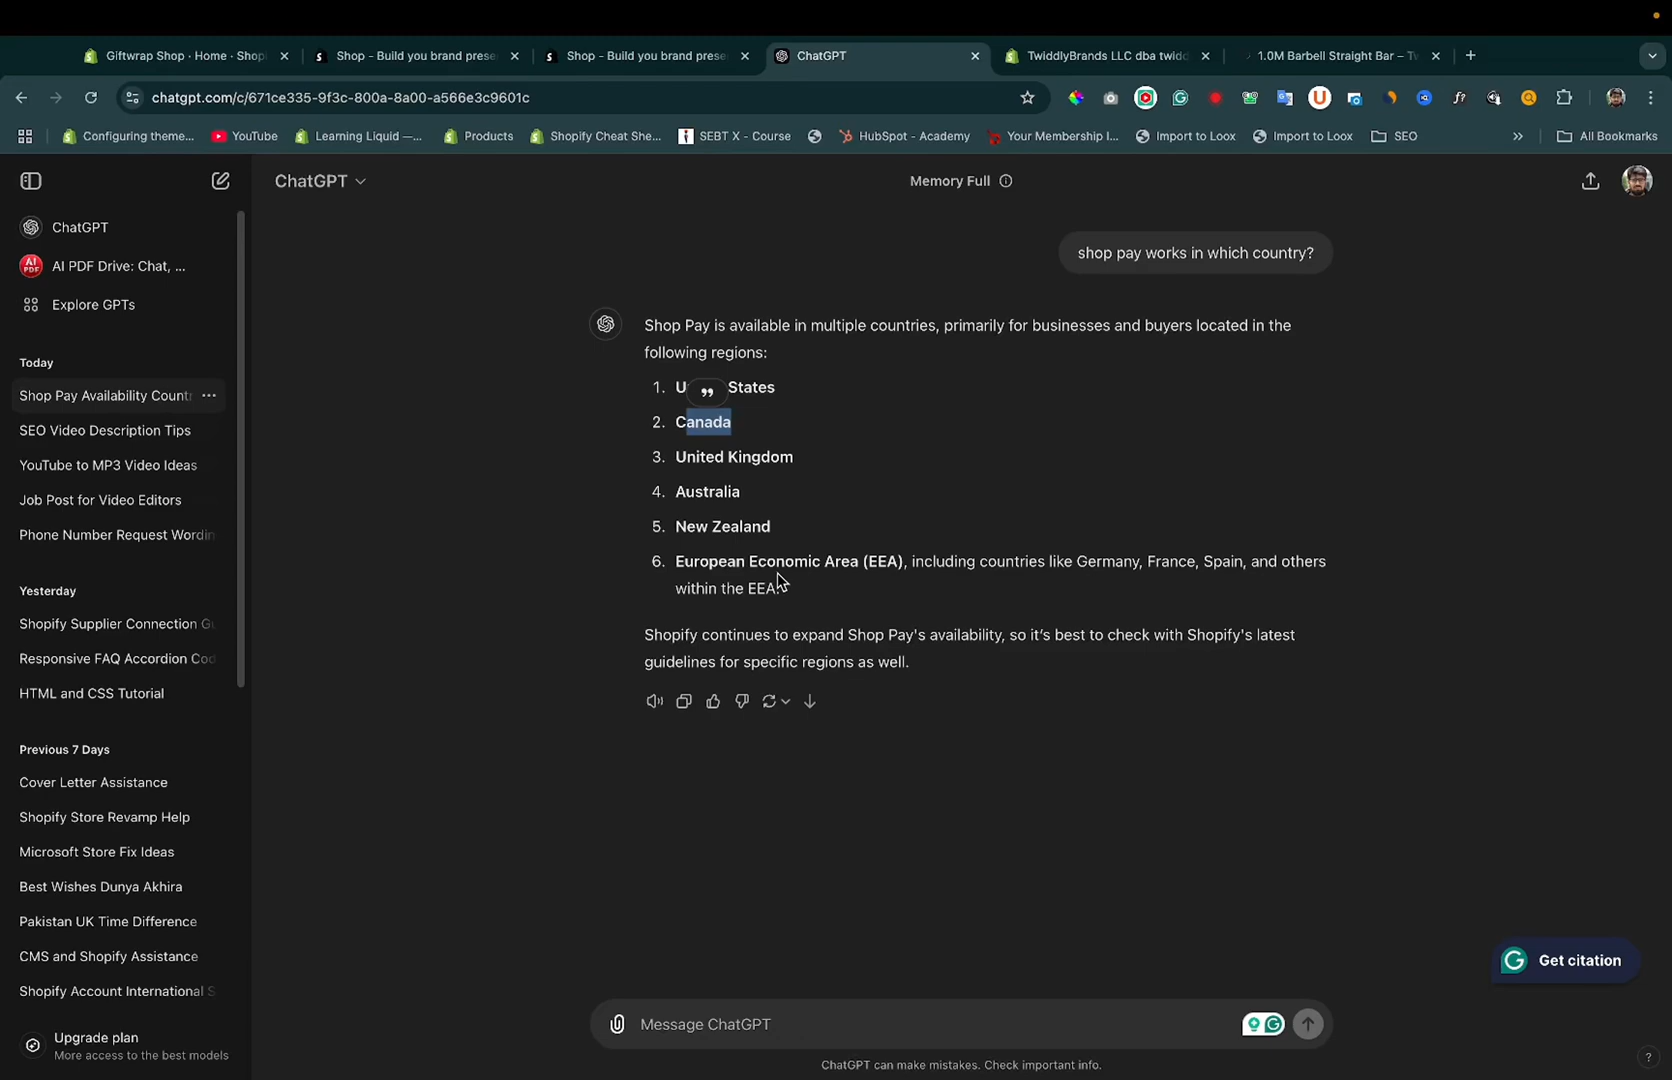 Giftwrap Shop · Home · Shopi
Shop - Build you brand prese
Shop - Build you brand prese
ChatGPT
TwiddlyBrands LLC dba twidd
1.0M Barbell Straight Bar – Tw
chatgpt.com/c/671ce335-9f3c-800a-8a00-a566e3c9601c
Configuring theme...
YouTube
Learning Liquid —...
Products
Shopify Cheat She...
SEBT X - Course
HubSpot - Academy
Your Membership I...
Import to Loox
Import to Loox
SEO
All Bookmarks
ChatGPT
Memory Full
ChatGPT
AI PDF Drive: Chat, ...
Explore GPTs
Today
Shop Pay Availability Count
SEO Video Description Tips
YouTube to MP3 Video Ideas
Job Post for Video Editors
Phone Number Request Wordin
Yesterday
Shopify Supplier Connection Gu
Responsive FAQ Accordion Cod
HTML and CSS Tutorial
Previous 7 Days
Cover Letter Assistance
Shopify Store Revamp Help
Microsoft Store Fix Ideas
Best Wishes Dunya Akhira
Pakistan UK Time Difference
CMS and Shopify Assistance
Shopify Account International S
Upgrade plan
More access to the best models
shop pay works in which country?
Shop Pay is available in multiple countries, primarily for businesses and buyers located in the
following regions:
1. U States
2. Canada
3. United Kingdom
4. Australia
5. New Zealand
6. European Economic Area (EEA), including countries like Germany, France, Spain, and others
within the EEA.
Shopify continues to expand Shop Pay's availability, so it's best to check with Shopify's latest
guidelines for specific regions as well.
Get citation
Message ChatGPT
ChatGPT can make mistakes. Check important info.